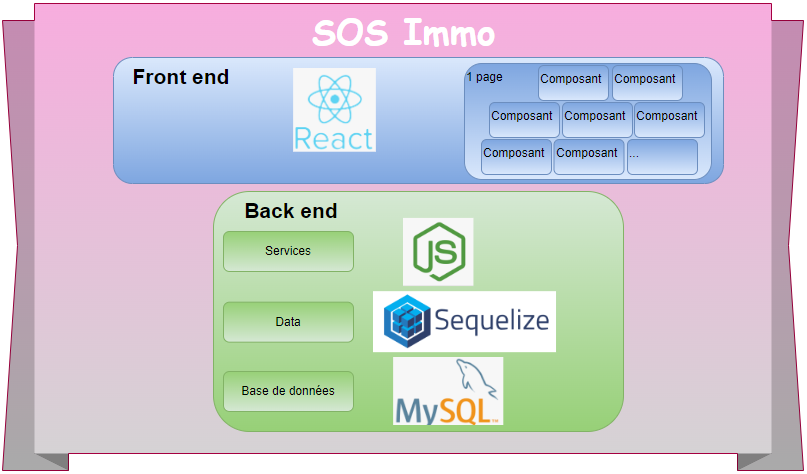 SOS Immo
Front end
React
1 page
Composant Composant
Composant Composant Composant
Composant Composant ...
Back end
Services
JS
Data
Sequelize
Base de données
MySQL™